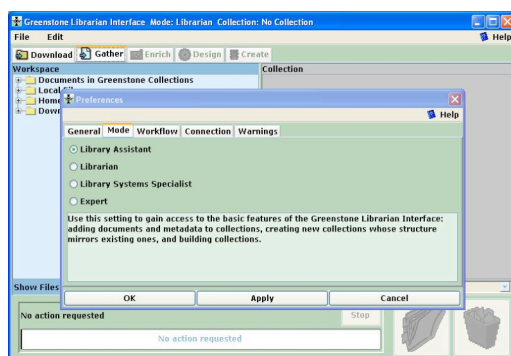 Greenstone Librarian Interface Mode: Librarian Collection: No Collection
File Edit Help
Download Gather Enrich Design Create
Workspace Collection
Documents in Greenstone Collections
Local
Home
Down
Preferences
Help
General Mode Workflow Connection Warnings
Library Assistant
Librarian
Library Systems Specialist
Expert
Use this setting to gain access to the basic features of the Greenstone Librarian Interface:
adding documents and metadata to collections, creating new collections whose structure
mirrors existing ones, and building collections.
Show Files
OK Apply Cancel
No action requested Stop
No action requested